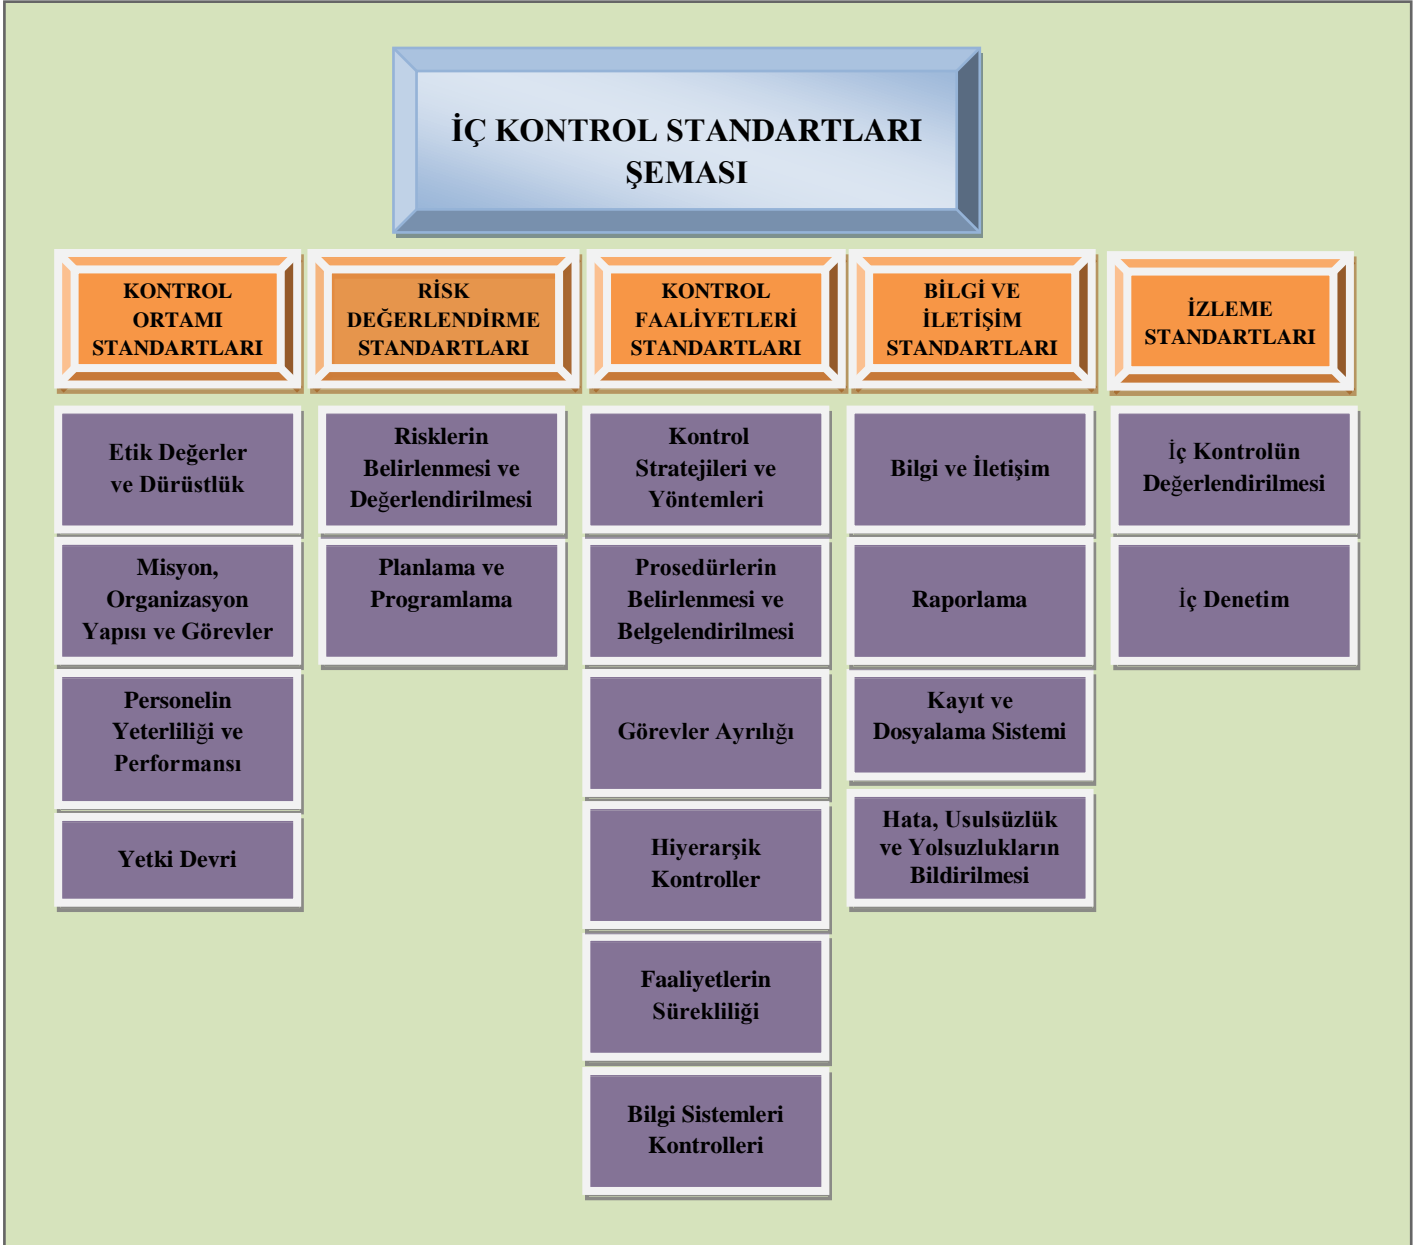 İÇ KONTROL STANDARTLARI
ŞEMASI
KONTROL
ORTAMI
STANDARTLARI
RİSK
DEĞERLENDİRME
STANDARTLARI
KONTROL
FAALİYETLERİ
STANDARTLARI
BİLGİ VE
İLETİŞİM
STANDARTLARI
İZLEME
STANDARTLARI
Etik Değerler
ve Dürüstlük
Misyon,
Organizasyon
Yapısı ve Görevler
Personelin
Yeterliliği ve
Performansı
Yetki Devri
Risklerin
Belirlenmesi ve
Değerlendirilmesi
Planlama ve
Programlama
Kontrol
Stratejileri ve
Yöntemleri
Prosedürlerin
Belirlenmesi ve
Belgelendirilmesi
Görevler Ayrılığı
Hiyerarşik
Kontroller
Faaliyetlerin
Sürekliliği
Bilgi Sistemleri
Kontrolleri
Bilgi ve İletişim
Raporlama
Kayıt ve
Dosyalama Sistemi
Hata, Usulsüzlük
ve Yolsuzlukların
Bildirilmesi
İç Kontrolün
Değerlendirilmesi
İç Denetim